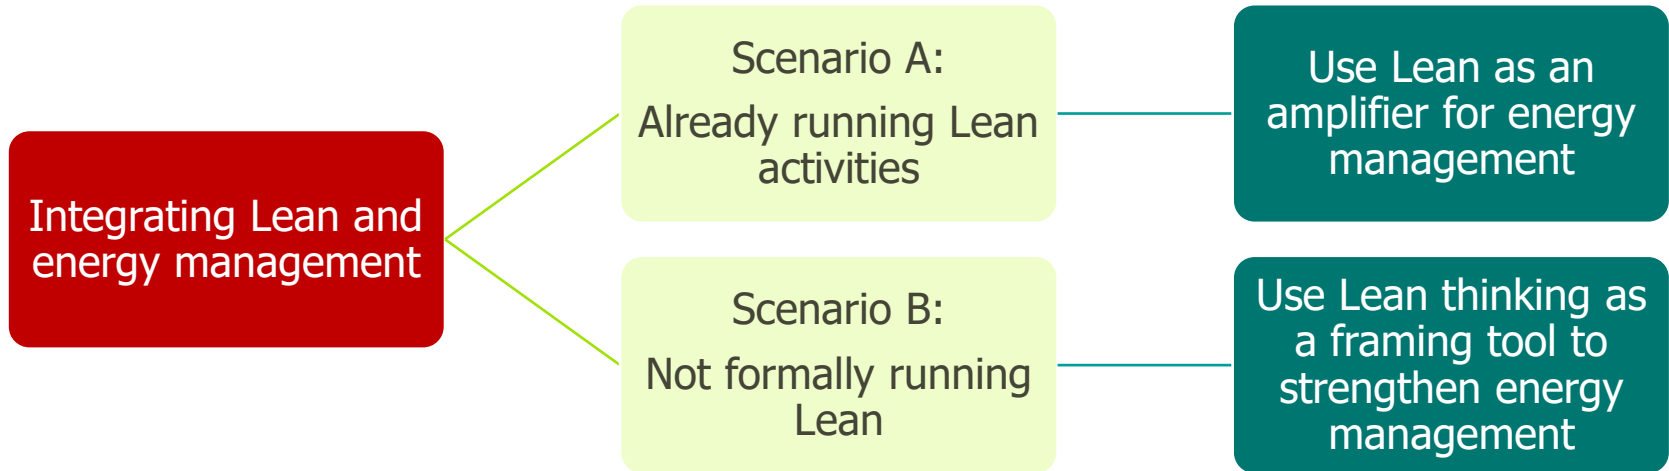 Integrating Lean and
energy management
Scenario A:
Already running Lean
activities
Use Lean as an
amplifier for energy
management
Scenario B:
Not formally running
Lean
Use Lean thinking as
a framing tool to
strengthen energy
management